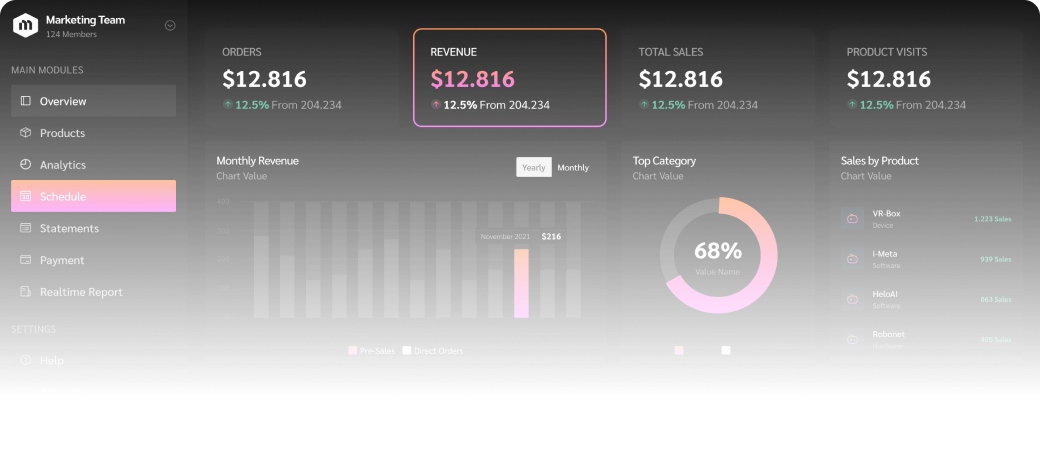 Marketing Team
124 Members
MAIN MODULES
Overview
Products
Analytics
Schedule
Statements
Payment
Realtime Report
SETTINGS
Help
ORDERS
$12.816
12.5% From 204.234
REVENUE
$12.816
12.5% From 204.234
TOTAL SALES
$12.816
12.5% From 204.234
PRODUCT VISITS
$12.816
12.5% From 204.234
Monthly Revenue
Chart Value
Yearly Monthly
400
November 2021 $216
Pre-Sales Direct Orders
Top Category
Chart Value
68%
Value Name
Sales by Product
Chart Value
VR-Box
Device
1.223 Sales
i-Meta
Software
939 Sales
HeloAI
Software
863 Sales
Robonet
Sales